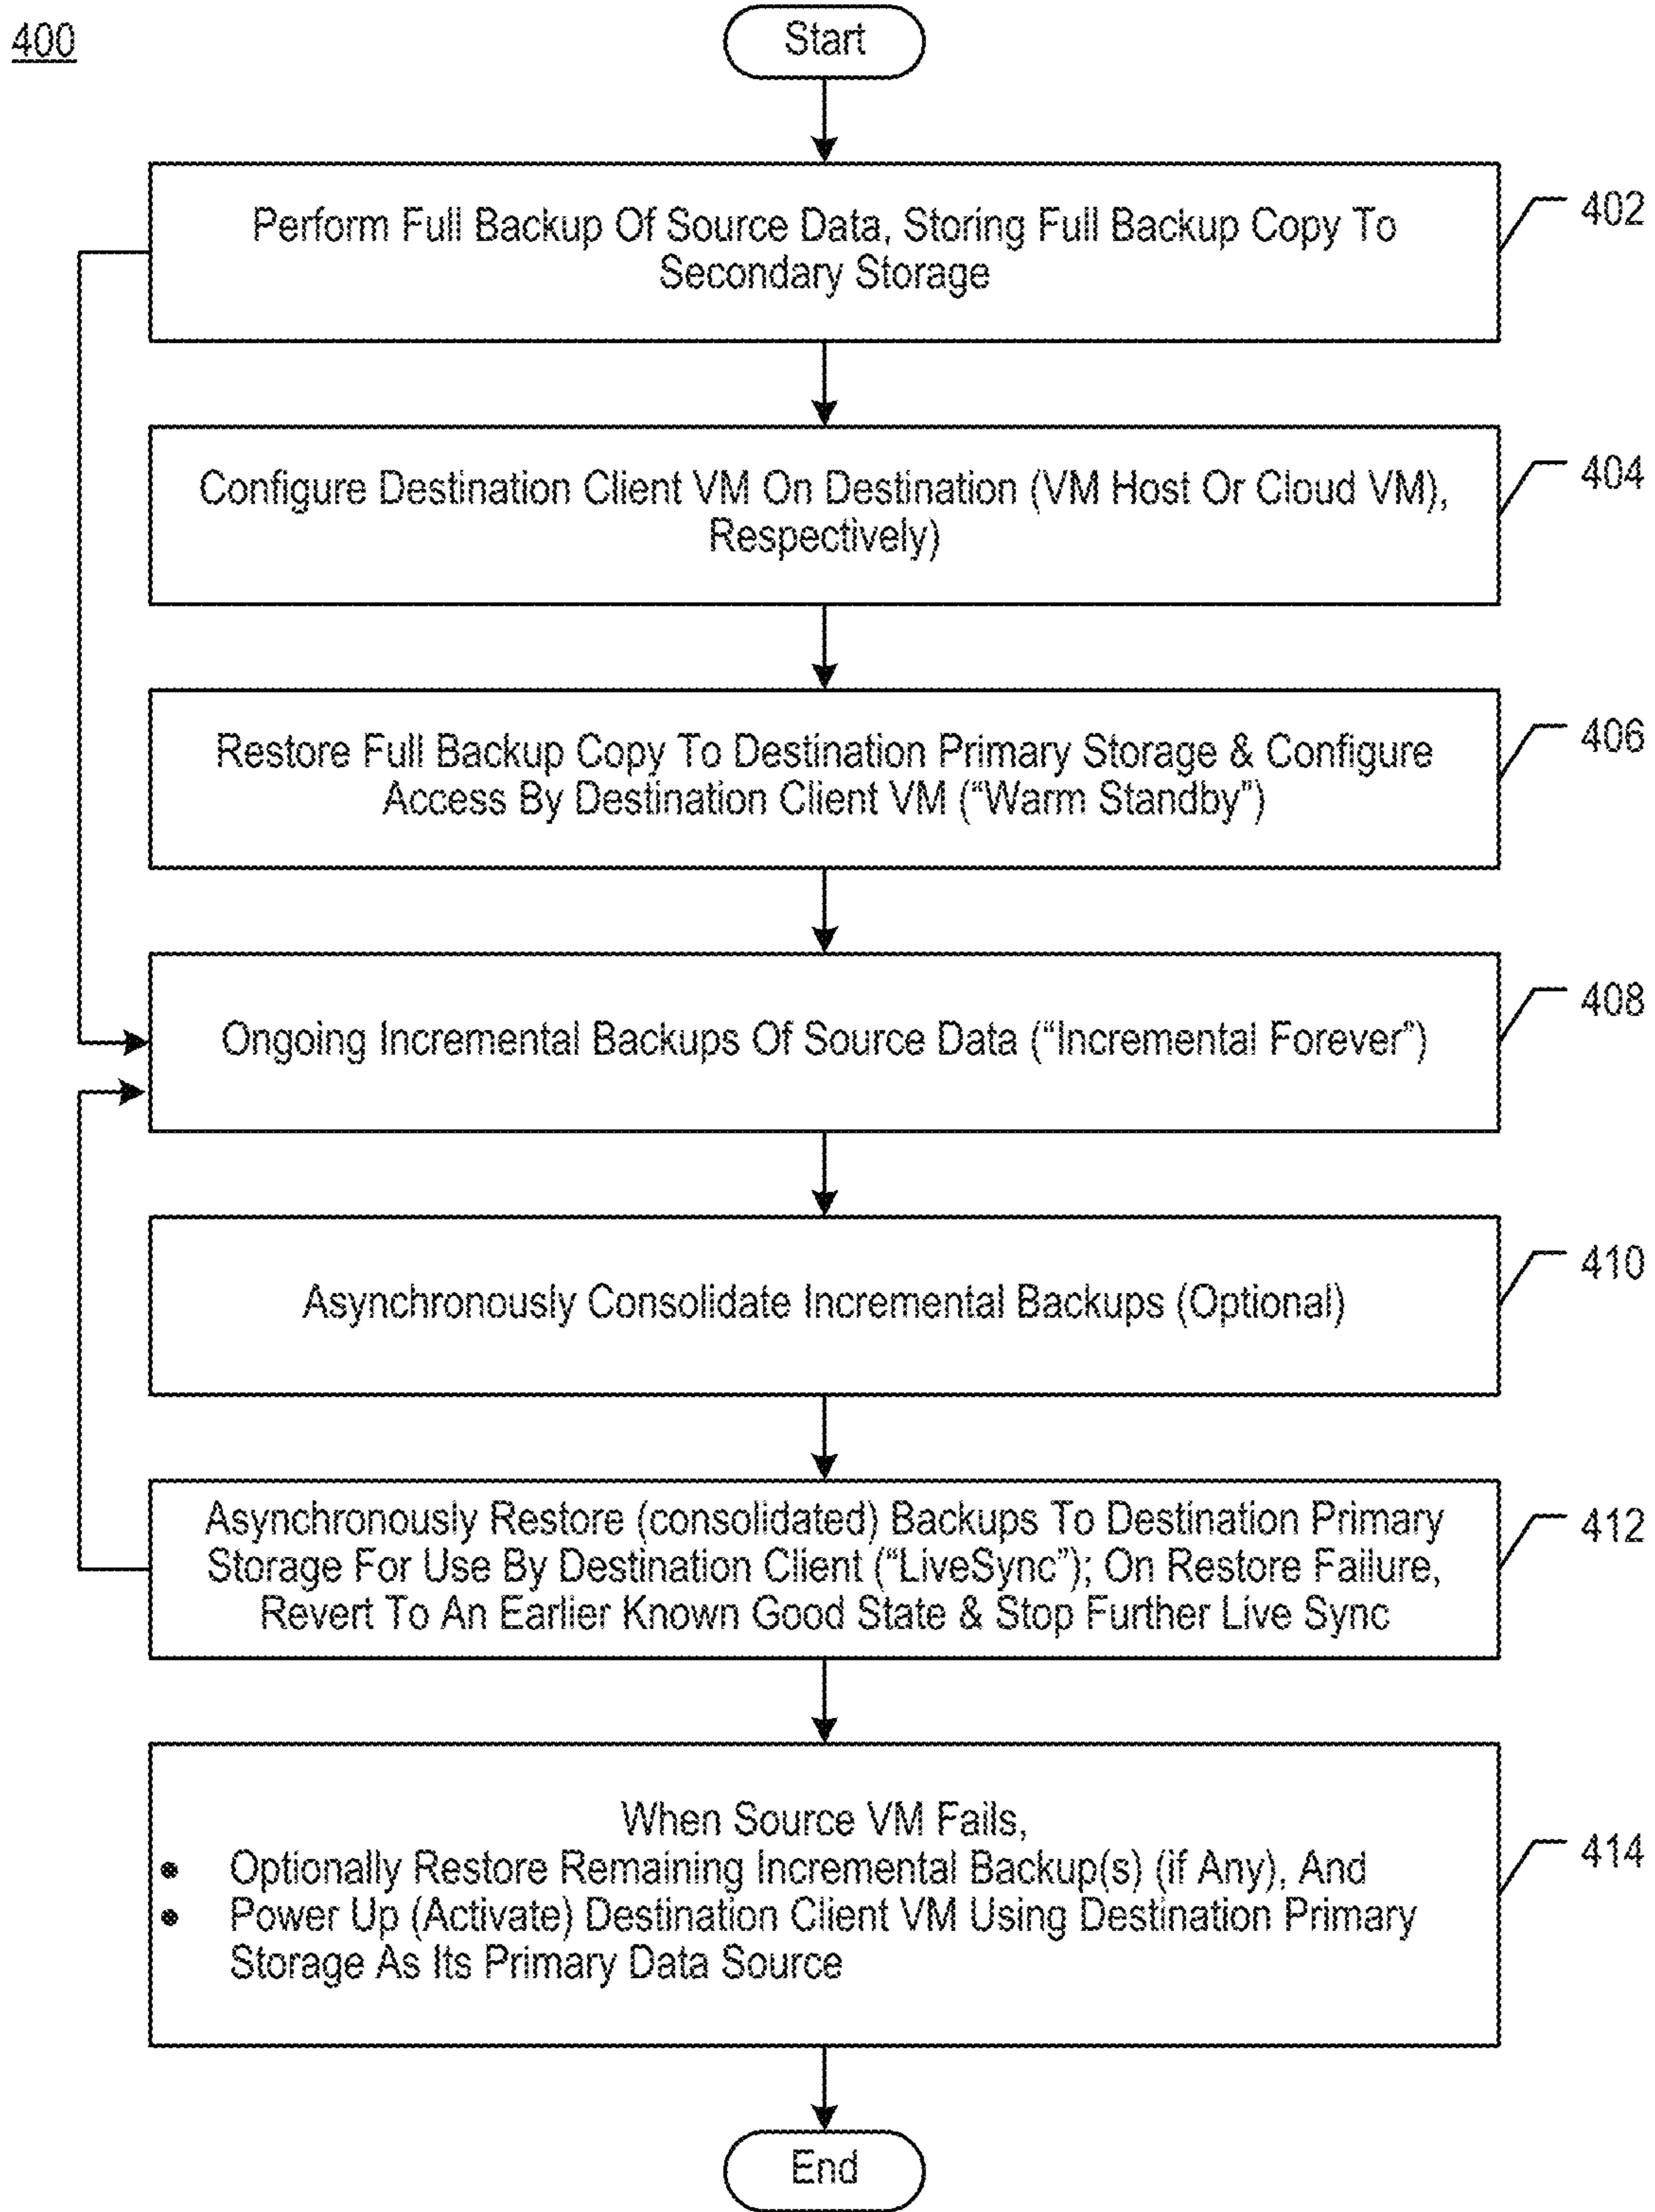 400
Start
Perform Full Backup Of Source Data, Storing Full Backup Copy To
Secondary Storage
402
Configure Destination Client VM On Destination (VM Host Or Cloud VM),
Respectively)
404
Restore Full Backup Copy To Destination Primary Storage & Configure
Access By Destination Client VM (“Warm Standby”)
406
Ongoing Incremental Backups Of Source Data (“Incremental Forever”)
408
Asynchronously Consolidate Incremental Backups (Optional)
410
Asynchronously Restore (consolidated) Backups To Destination Primary
Storage For Use By Destination Client (“LiveSync”); On Restore Failure,
Revert To An Earlier Known Good State & Stop Further Live Sync
412
When Source VM Fails,
• Optionally Restore Remaining Incremental Backup(s) (if Any), And
• Power Up (Activate) Destination Client VM Using Destination Primary
Storage As Its Primary Data Source
414
End